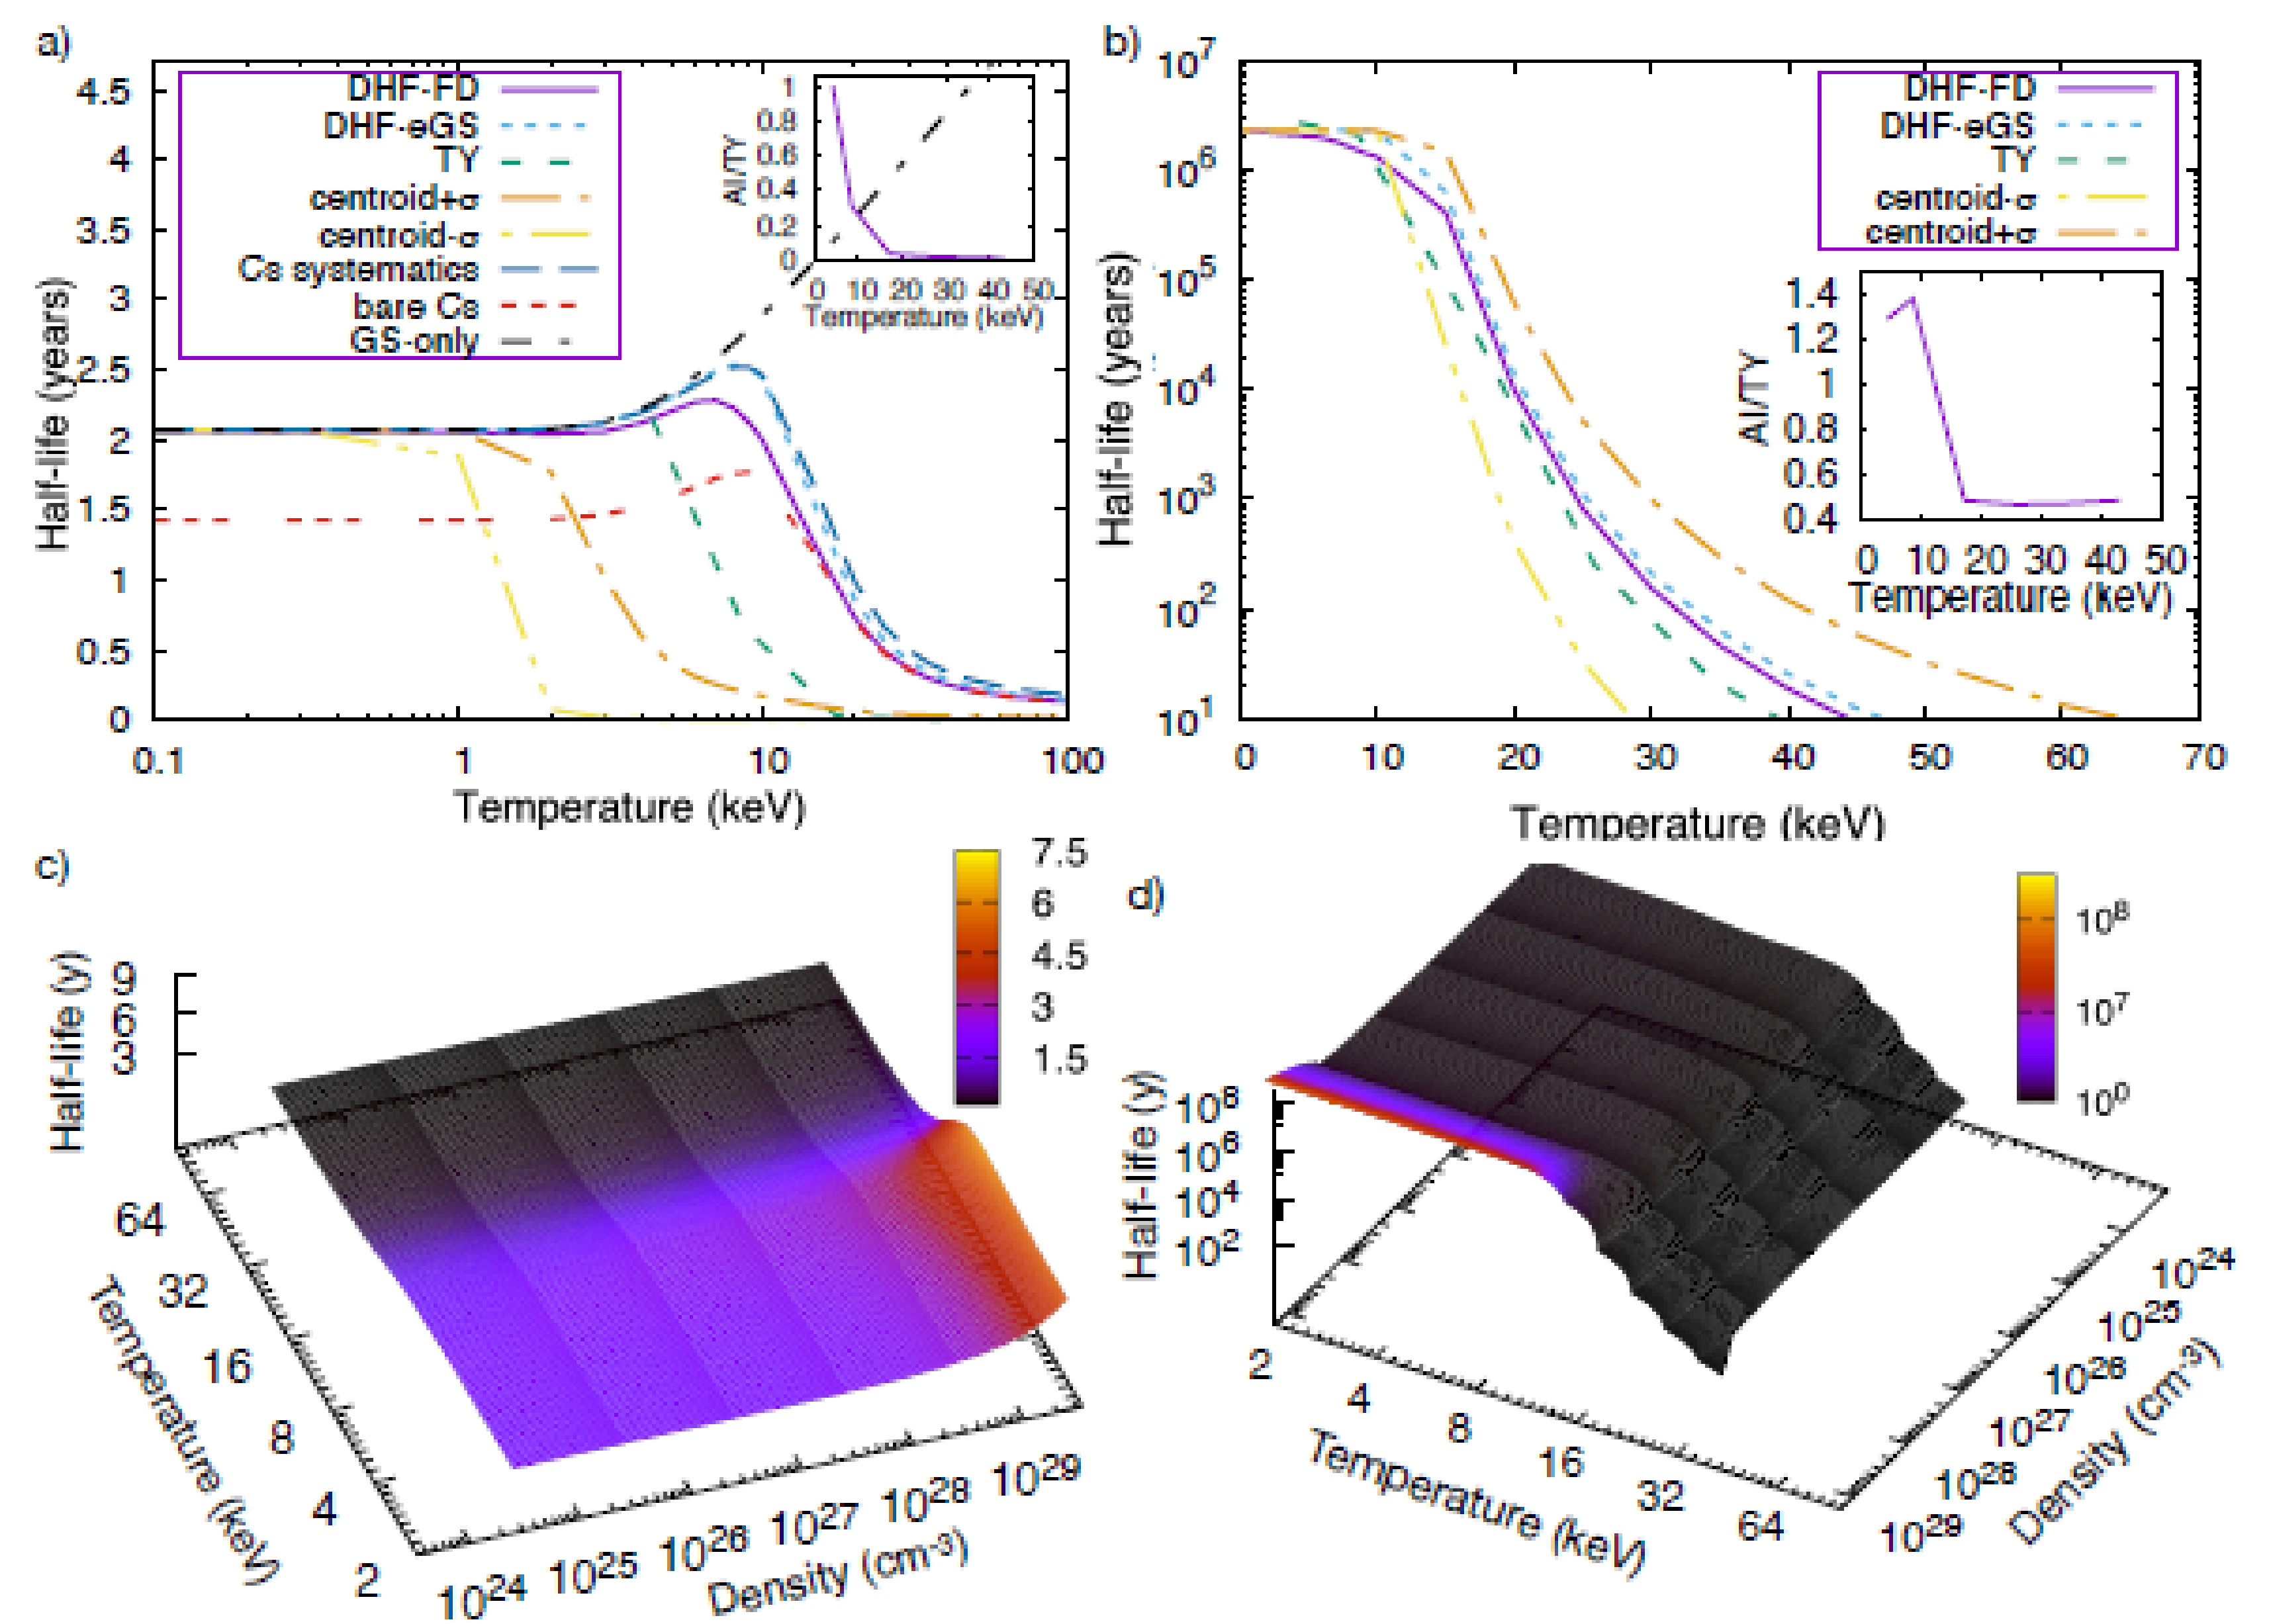 a)
DHF-FD
DHF-eGS
TY
centroid+σ
centroid-σ
Cs systematics
bare Cs
GS-only
4.5
4
3.5
3
2.5
2
1.5
1
0.5
0
Half-life (years)
0.1
1
10
100
Temperature (keV)
1
0.8
0.6
0.4
0.2
0
AI/TY
0 10 20 30 40 50
Temperature (keV)
b)
DHF-FD
DHF-eGS
TY
centroid-σ
centroid+σ
10⁷
10⁶
10⁵
10⁴
10³
10²
10¹
Half-life (years)
0 10 20 30 40 50 60 70
Temperature (keV)
1.4
1.2
1
0.8
0.6
0.4
AI/TY
0 10 20 30 40 50
Temperature (keV)
c)
7.5
6
4.5
3
1.5
Half-life (y)
9
6
3
64
32
16
8
4
2
Temperature (keV)
10²⁴ 10²⁵ 10²⁶ 10²⁷ 10²⁸ 10²⁹
Density (cm⁻³)
d)
10⁸
10⁷
10⁰
Half-life (y)
10⁸
10⁶
10⁴
10²
2
4
8
16
32
64
Temperature (keV)
10²⁴
10²⁵
10²⁶
10²⁷
10²⁸
10²⁹
Density (cm⁻³)